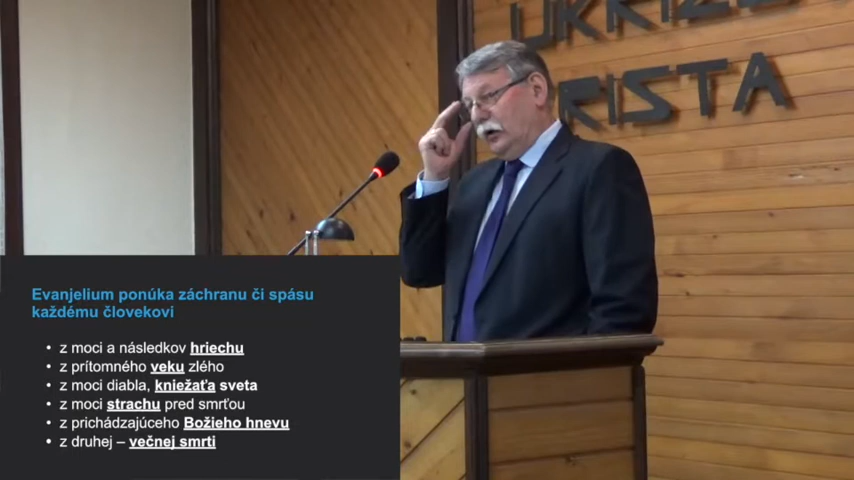 UKRIŽO
RISTA
Evanjelium ponúka záchranu či spásu
každému človekovi
• z moci a následkov hriechu
• z prítomného veku zlého
• z moci diabla, kniežaťa sveta
• z moci strachu pred smrťou
• z prichádzajúceho Božieho hnevu
• z druhej – večnej smrti